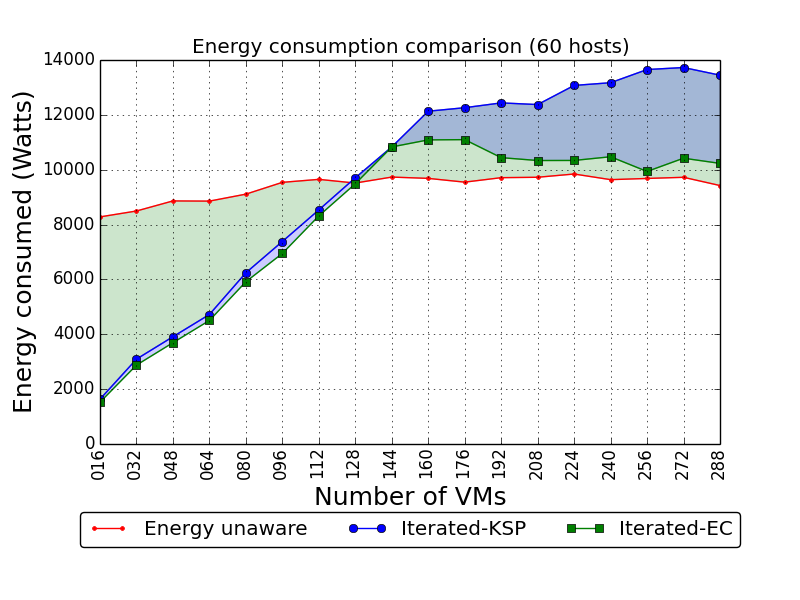 Energy consumption comparison (60 hosts)
14000
12000
10000
8000
6000
4000
2000
0
Energy consumed (Watts)
016 032 048 064 080 096 112 128 144 160 176 192 208 224 240 256 272 288
Number of VMs
Energy unaware Iterated-KSP Iterated-EC